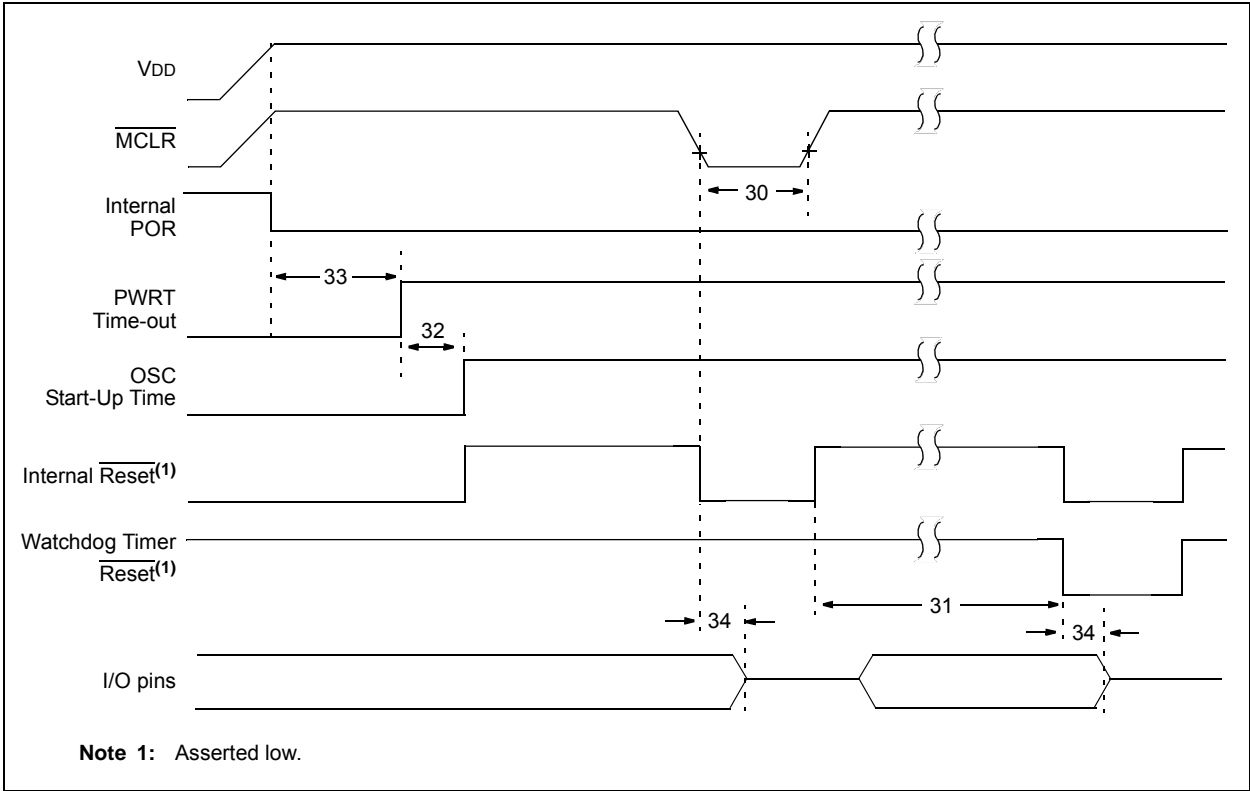 VDD
MCLR
30
Internal
POR
33
PWRT
Time-out
32
OSC
Start-Up Time
Internal Reset(1)
Watchdog Timer
Reset(1)
31
34
34
I/O pins
Note 1: Asserted low.